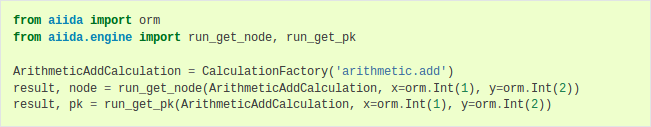 from aiida import orm
from aiida.engine import run_get_node, run_get_pk

ArithmeticAddCalculation = CalculationFactory('arithmetic.add')
result, node = run_get_node(ArithmeticAddCalculation, x=orm.Int(1), y=orm.Int(2))
result, pk = run_get_pk(ArithmeticAddCalculation, x=orm.Int(1), y=orm.Int(2))